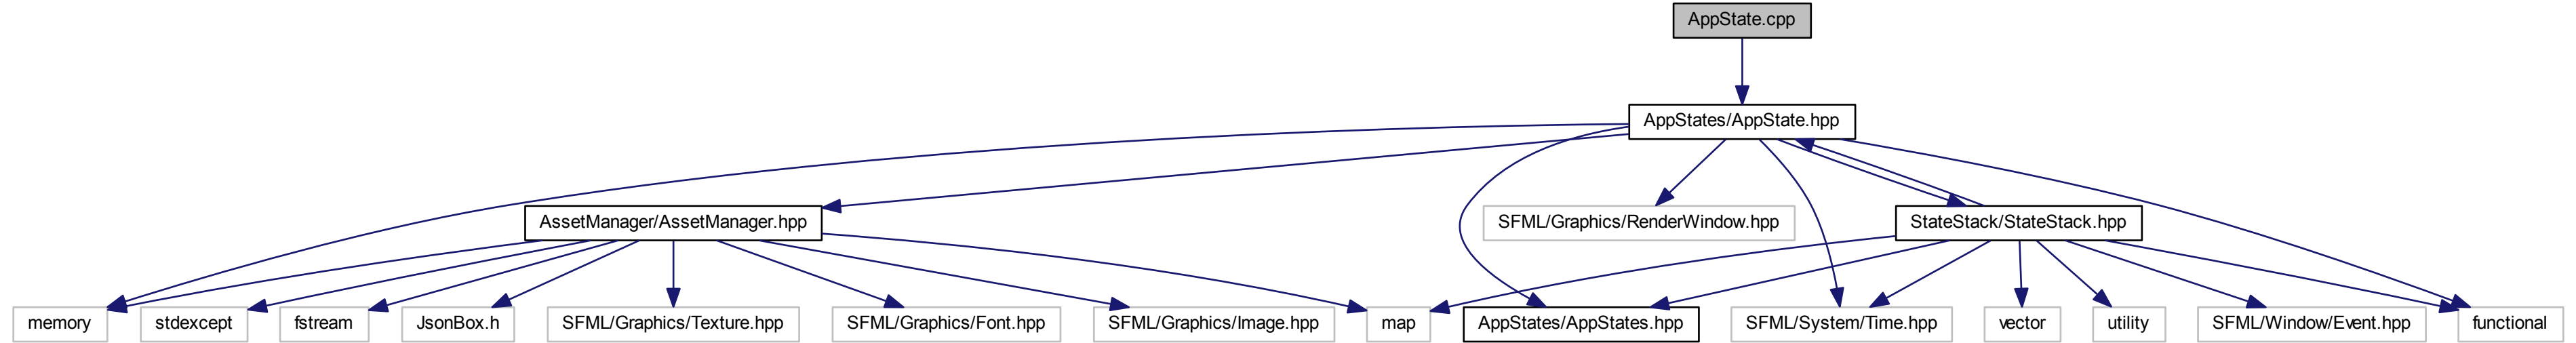 AppState.cpp
AppStates/AppState.hpp
AssetManager/AssetManager.hpp
SFML/Graphics/RenderWindow.hpp
StateStack/StateStack.hpp
memory
stdexcept
fstream
JsonBox.h
SFML/Graphics/Texture.hpp
SFML/Graphics/Font.hpp
SFML/Graphics/Image.hpp
map
AppStates/AppStates.hpp
SFML/System/Time.hpp
vector
utility
SFML/Window/Event.hpp
functional